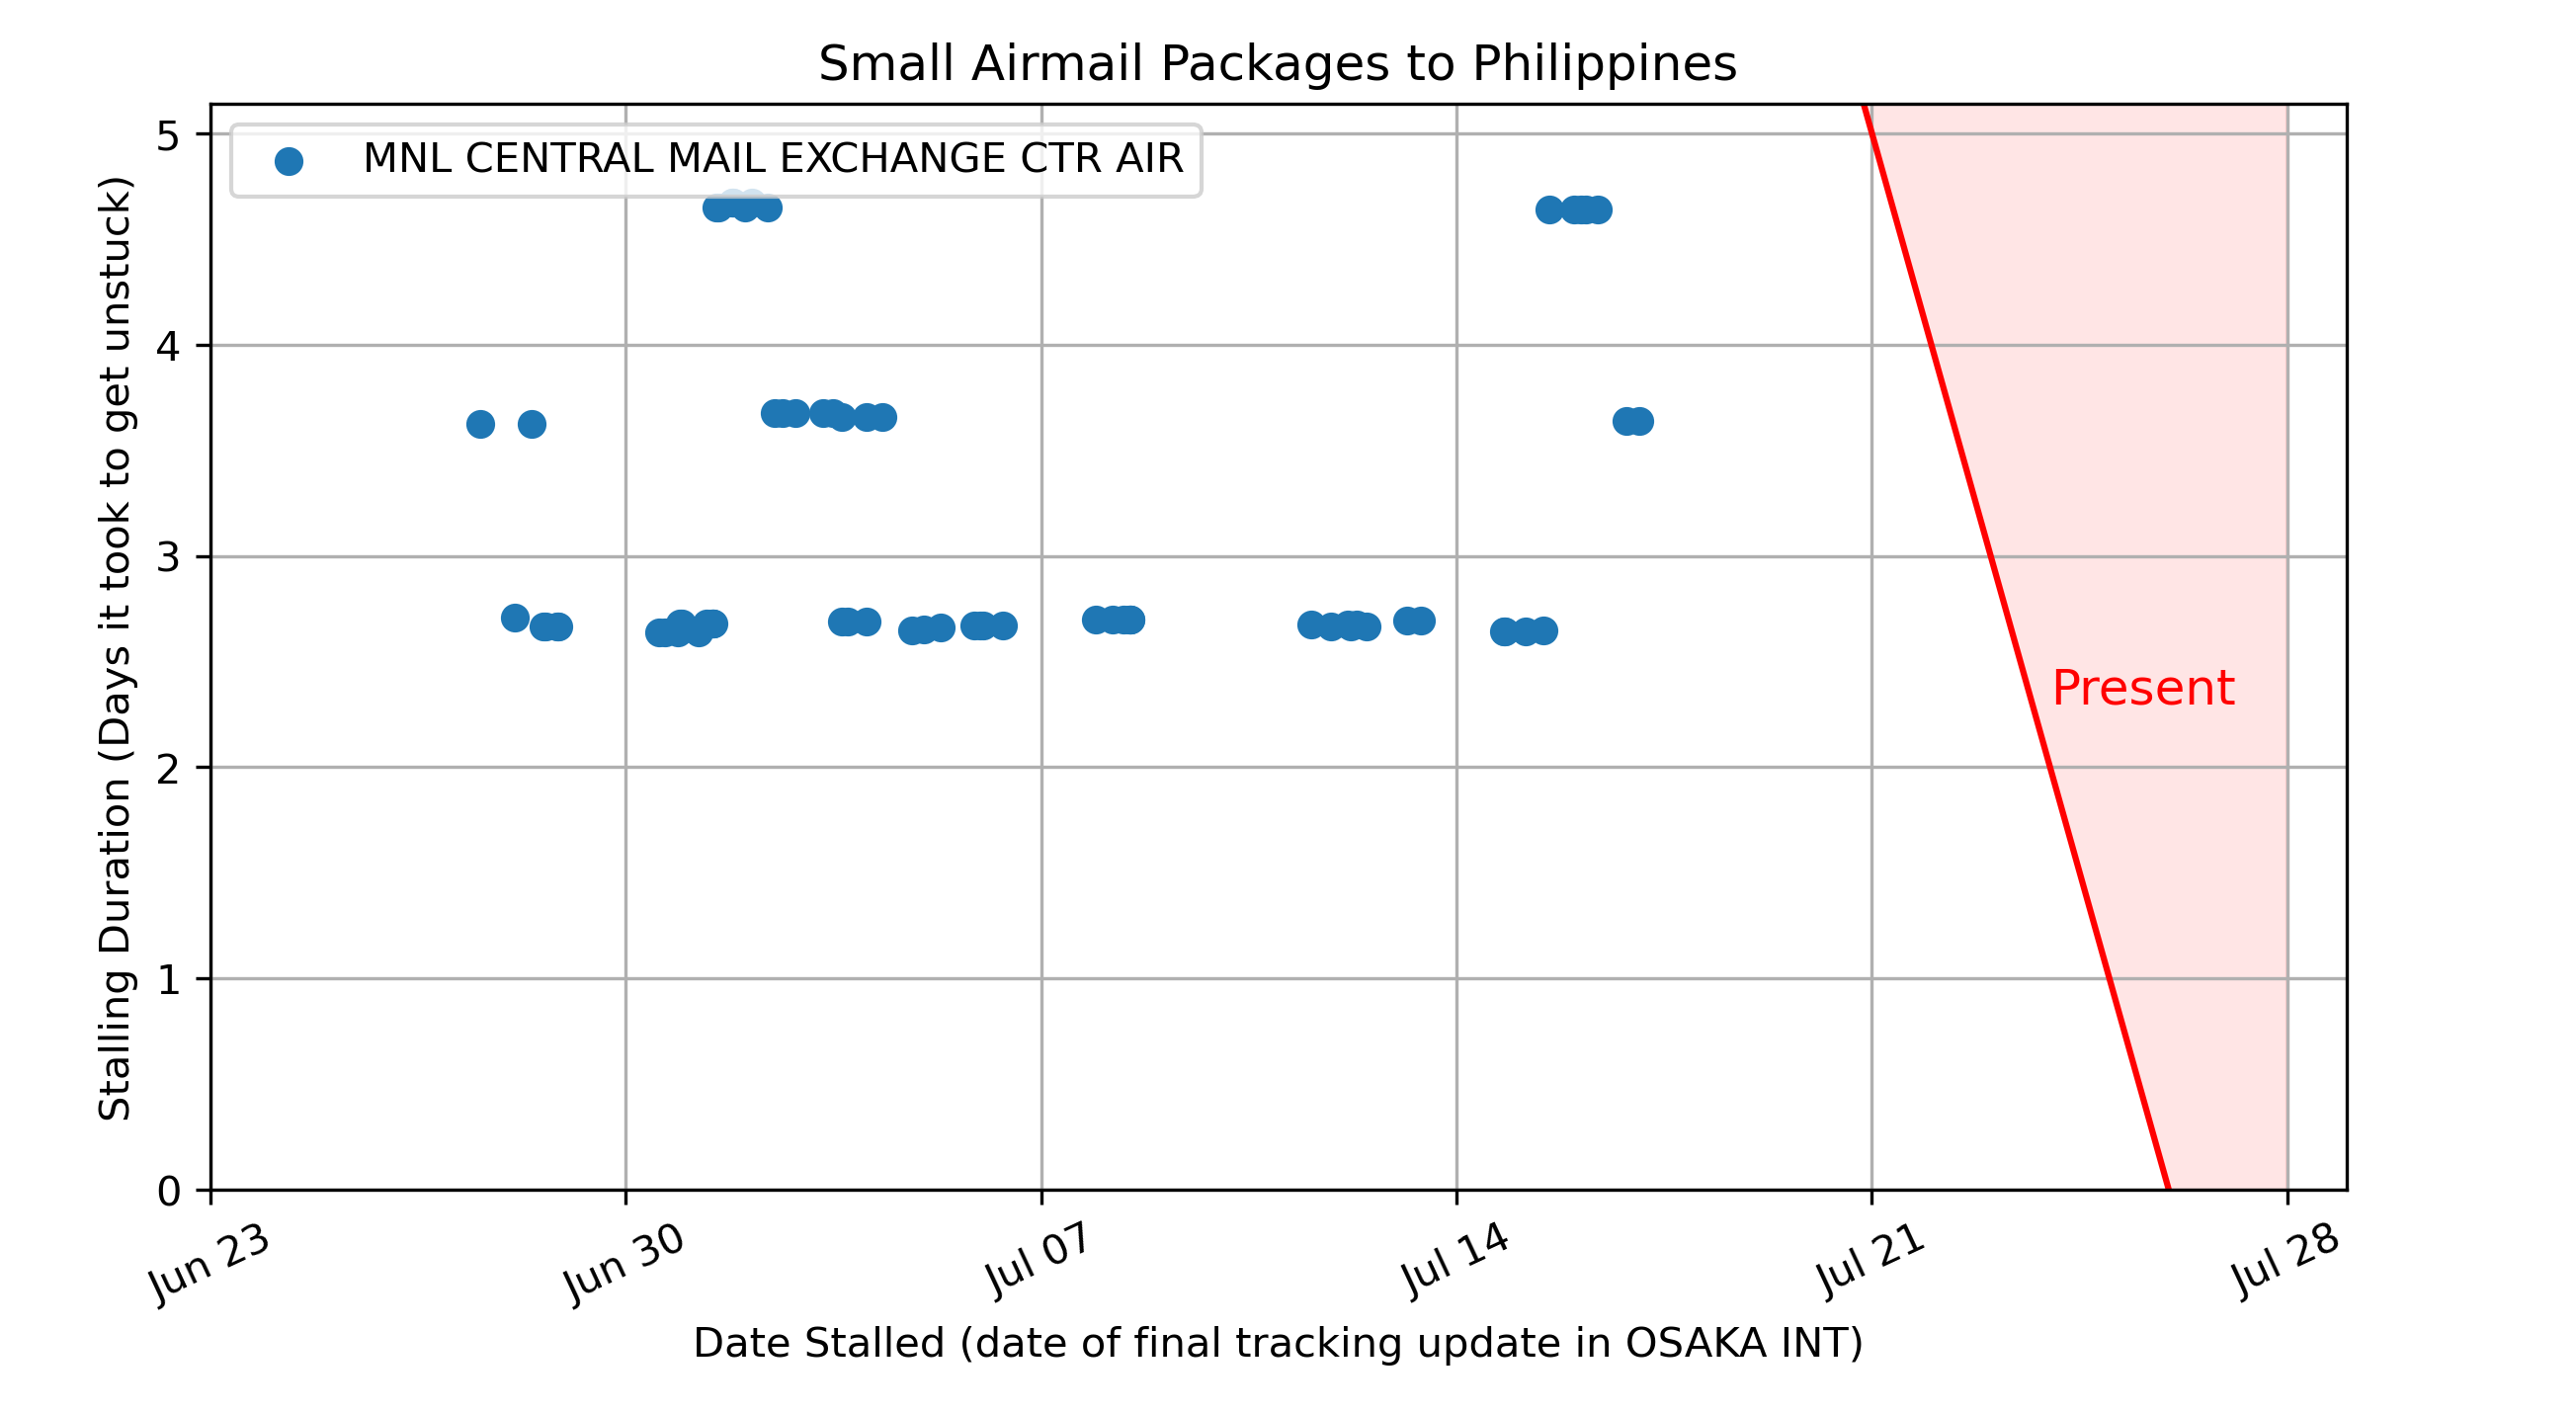 Small Airmail Packages to Philippines
MNL CENTRAL MAIL EXCHANGE CTR AIR
Stalling Duration (Days it took to get unstuck)
5
4
3
2
1
0
Present
Jun 23
Jun 30
Jul 07
Jul 14
Jul 21
Jul 28
Date Stalled (date of final tracking update in OSAKA INT)